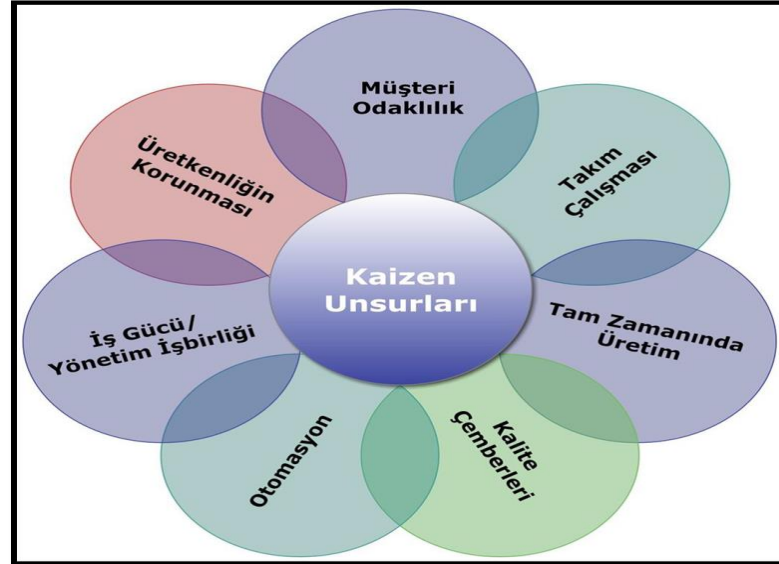 Müşteri
Odaklılık
Takım
Çalışması
Tam Zamanında
Üretim
Kalite
Çemberleri
Otomasyon
İş Gücü/
Yönetim İşbirliği
Üretkenliğin
Korunması
Kaizen
Unsurları